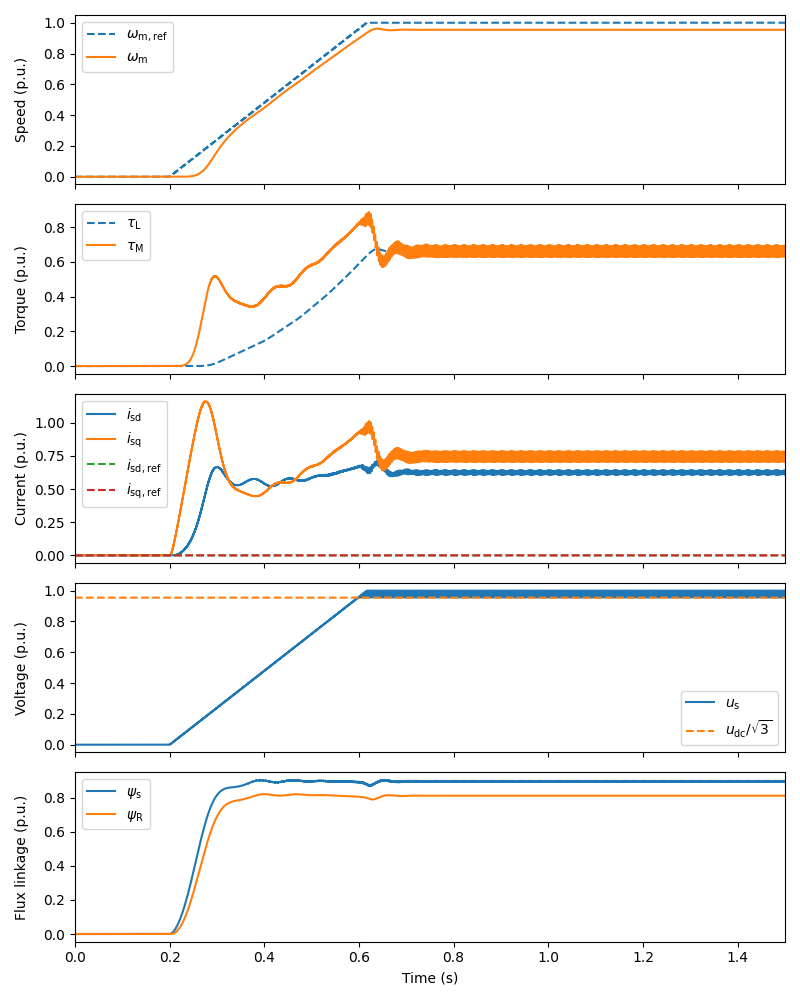 Speed (p.u.)
1.0
0.8
0.6
0.4
0.2
0.0
ω_m,ref
ω_m
Torque (p.u.)
0.8
0.6
0.4
0.2
0.0
τ_L
τ_M
Current (p.u.)
1.00
0.75
0.50
0.25
0.00
i_sd
i_sq
i_sd,ref
i_sq,ref
Voltage (p.u.)
1.0
0.8
0.6
0.4
0.2
0.0
u_s
u_dc/√3
Flux linkage (p.u.)
0.8
0.6
0.4
0.2
0.0
ψ_s
ψ_R
0.0 0.2 0.4 0.6 0.8 1.0 1.2 1.4
Time (s)